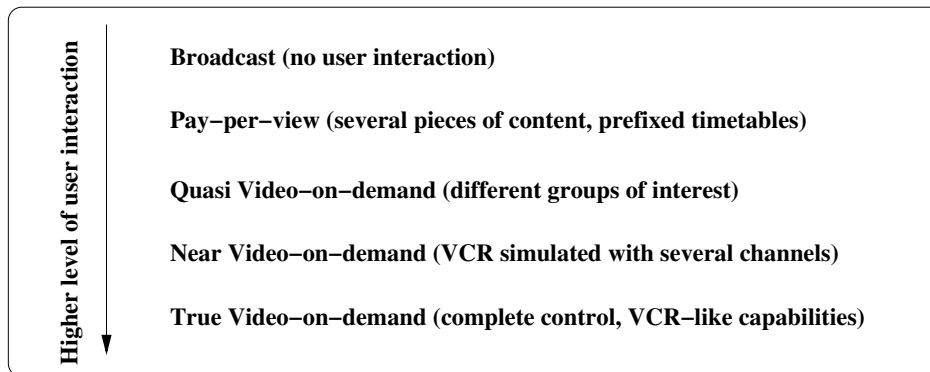 Higher level of user interaction
Broadcast (no user interaction)
Pay−per−view (several pieces of content, prefixed timetables)
Quasi Video−on−demand (different groups of interest)
Near Video−on−demand (VCR simulated with several channels)
True Video−on−demand (complete control, VCR−like capabilities)